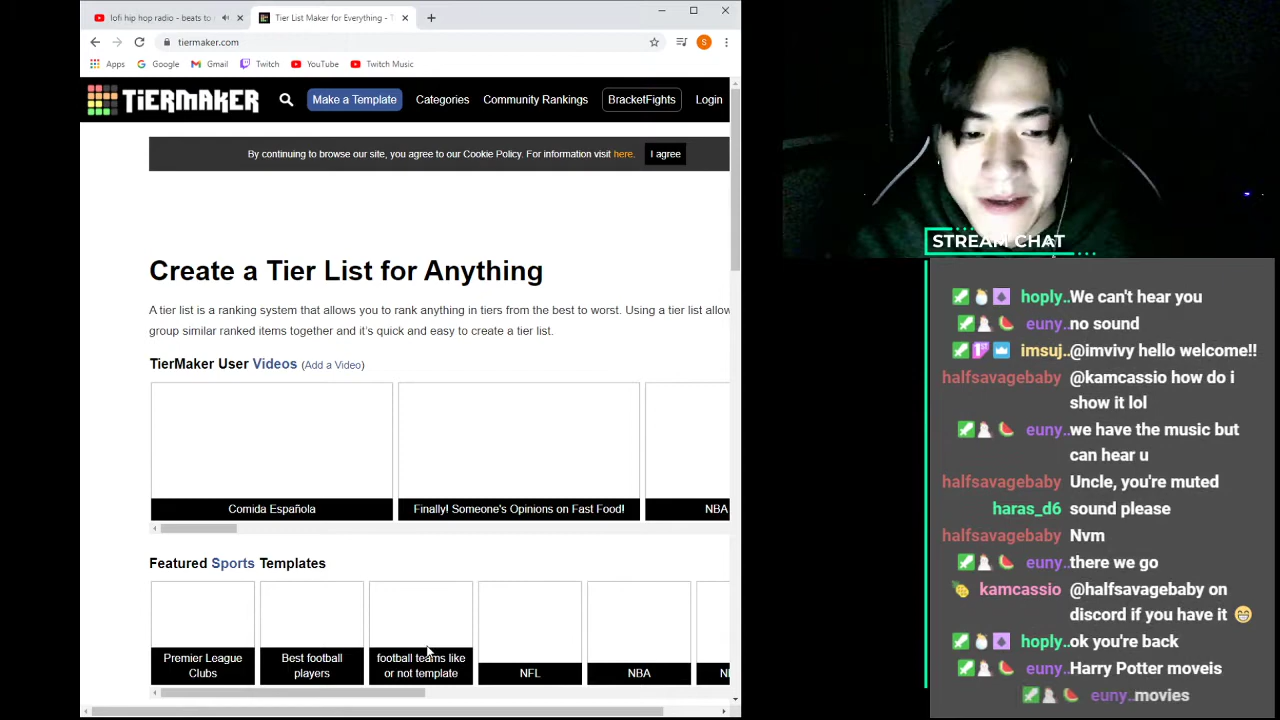 lofi hip hop radio - beats to
Tier List Maker for Everything - T
tiermaker.com
S
Apps Google Gmail Twitch YouTube Twitch Music
TiERMAKER Make a Template Categories Community Rankings BracketFights Login
By continuing to browse our site, you agree to our Cookie Policy. For information visit here. I agree
Create a Tier List for Anything
A tier list is a ranking system that allows you to rank anything in tiers from the best to worst. Using a tier list allow
group similar ranked items together and it's quick and easy to create a tier list.
TierMaker User Videos (Add a Video)
Comida Española
Finally! Someone's Opinions on Fast Food!
NBA
Featured Sports Templates
Premier League
Clubs
Best football
players
football teams like
or not template
NFL
NBA
STREAM CHAT
hoply..We can't hear you
euny..no sound
imsuj..@imvivy hello welcome!!
halfsavagebaby @kamcassio how do i
show it lol
euny..we have the music but
can hear u
halfsavagebaby Uncle, you're muted
haras_d6 sound please
halfsavagebaby Nvm
euny..there we go
kamcassio @halfsavagebaby on
discord if you have it
hoply..ok you're back
euny..Harry Potter moveis
euny..movies